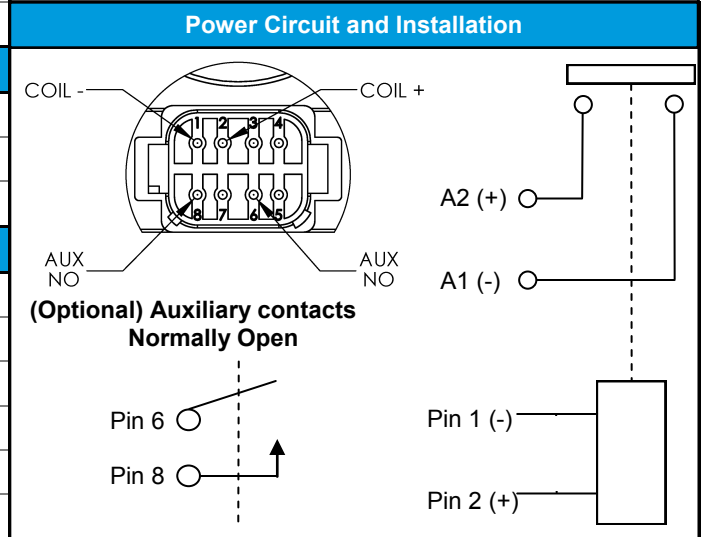 Power Circuit and Installation
COIL -
COIL +
1 2 3 4
8 7 6 5
AUX
NO
AUX
NO
(Optional) Auxiliary contacts
Normally Open
Pin 6
Pin 8
A2 (+)
A1 (-)
Pin 1 (-)
Pin 2 (+)